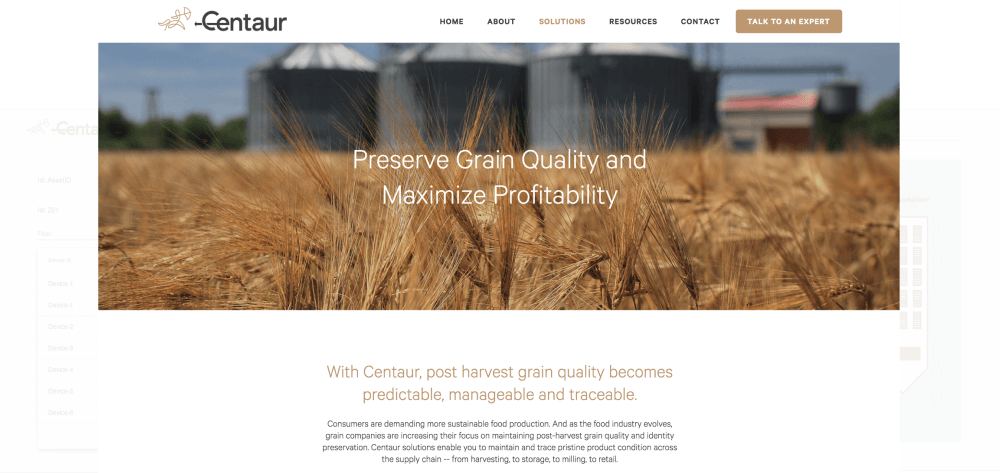 Centaur
HOME ABOUT SOLUTIONS RESOURCES CONTACT TALK TO AN EXPERT
Preserve Grain Quality and
Maximize Profitability
With Centaur, post harvest grain quality becomes
predictable, manageable and traceable.
Consumers are demanding more sustainable food production. And as the food industry evolves,
grain companies are increasing their focus on maintaining post-harvest grain quality and identity
preservation. Centaur solutions enable you to maintain and trace pristine product condition across
the supply chain -- from harvesting, to storage, to milling, to retail.
Centa